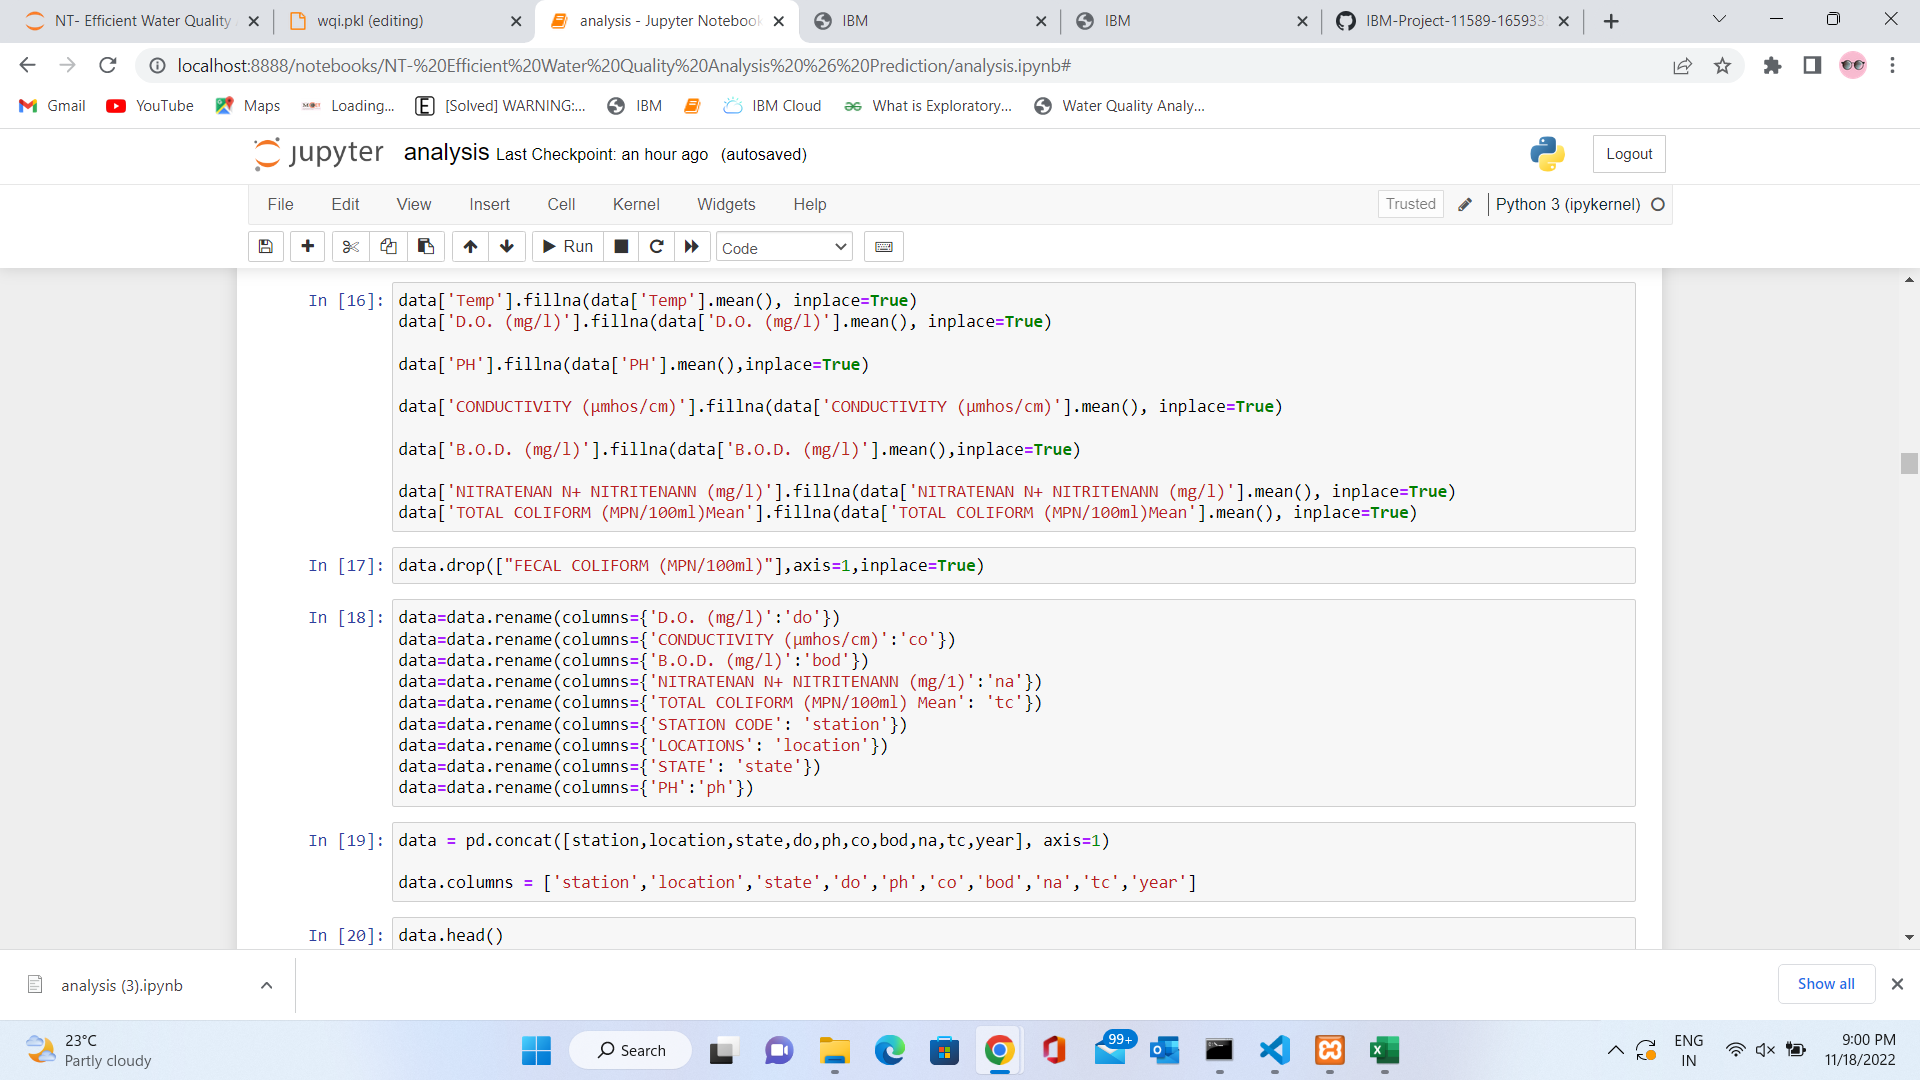 NT- Efficient Water Quality
wqi.pkl (editing)
analysis - Jupyter Notebook
IBM
IBM
IBM-Project-11589-165933
localhost:8888/notebooks/NT-%20Efficient%20Water%20Quality%20Analysis%20%26%20Prediction/analysis.ipynb#
Gmail
YouTube
Maps
Loading...
[Solved] WARNING:...
IBM
IBM Cloud
What is Exploratory...
Water Quality Analy...
jupyter analysis Last Checkpoint: an hour ago (autosaved)
Logout
File Edit View Insert Cell Kernel Widgets Help
Trusted
Python 3 (ipykernel)
Run
Code
In [16]: data['Temp'].fillna(data['Temp'].mean(), inplace=True)
data['D.O. (mg/l)'].fillna(data['D.O. (mg/l)'].mean(), inplace=True)
data['PH'].fillna(data['PH'].mean(),inplace=True)
data['CONDUCTIVITY (µmhos/cm)'].fillna(data['CONDUCTIVITY (µmhos/cm)'].mean(), inplace=True)
data['B.O.D. (mg/l)'].fillna(data['B.O.D. (mg/l)'].mean(),inplace=True)
data['NITRATENAN N+ NITRITENANN (mg/l)'].fillna(data['NITRATENAN N+ NITRITENANN (mg/l)'].mean(), inplace=True)
data['TOTAL COLIFORM (MPN/100ml)Mean'].fillna(data['TOTAL COLIFORM (MPN/100ml)Mean'].mean(), inplace=True)
In [17]: data.drop(["FECAL COLIFORM (MPN/100ml)"],axis=1,inplace=True)
In [18]: data=data.rename(columns={'D.O. (mg/l)':'do'})
data=data.rename(columns={'CONDUCTIVITY (µmhos/cm)':'co'})
data=data.rename(columns={'B.O.D. (mg/l)':'bod'})
data=data.rename(columns={'NITRATENAN N+ NITRITENANN (mg/1)':'na'})
data=data.rename(columns={'TOTAL COLIFORM (MPN/100ml) Mean': 'tc'})
data=data.rename(columns={'STATION CODE': 'station'})
data=data.rename(columns={'LOCATIONS': 'location'})
data=data.rename(columns={'STATE': 'state'})
data=data.rename(columns={'PH':'ph'})
In [19]: data = pd.concat([station,location,state,do,ph,co,bod,na,tc,year], axis=1)
data.columns = ['station','location','state','do','ph','co','bod','na','tc','year']
In [20]: data.head()
analysis (3).ipynb
Show all
23°C
Partly cloudy
Search
99+
ENG
IN
9:00 PM
11/18/2022